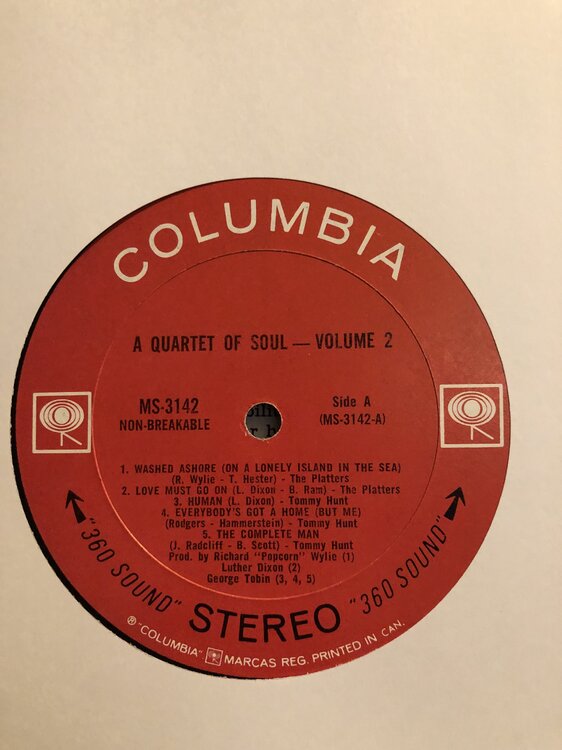 COLUMBIA
A QUARTET OF SOUL — VOLUME 2
MS-3142
NON-BREAKABLE
Side A
(MS-3142-A)
1. WASHED ASHORE (ON A LONELY ISLAND IN THE SEA)
(R. Wylie - T. Hester) - The Platters
2. LOVE MUST GO ON (L. Dixon - B. Ram) - The Platters
3. HUMAN (L. Dixon) - Tommy Hunt
4. EVERYBODY'S GOT A HOME (BUT ME)
(Rodgers - Hammerstein) - Tommy Hunt
5. THE COMPLETE MAN
(J. Radcliff - B. Scott) - Tommy Hunt
Prod. by Richard "Popcorn" Wylie (1)
Luther Dixon (2)
George Tobin (3, 4, 5)
"360 SOUND" STEREO "360 SOUND"
® "COLUMBIA" MARCAS REG. PRINTED IN CAN.